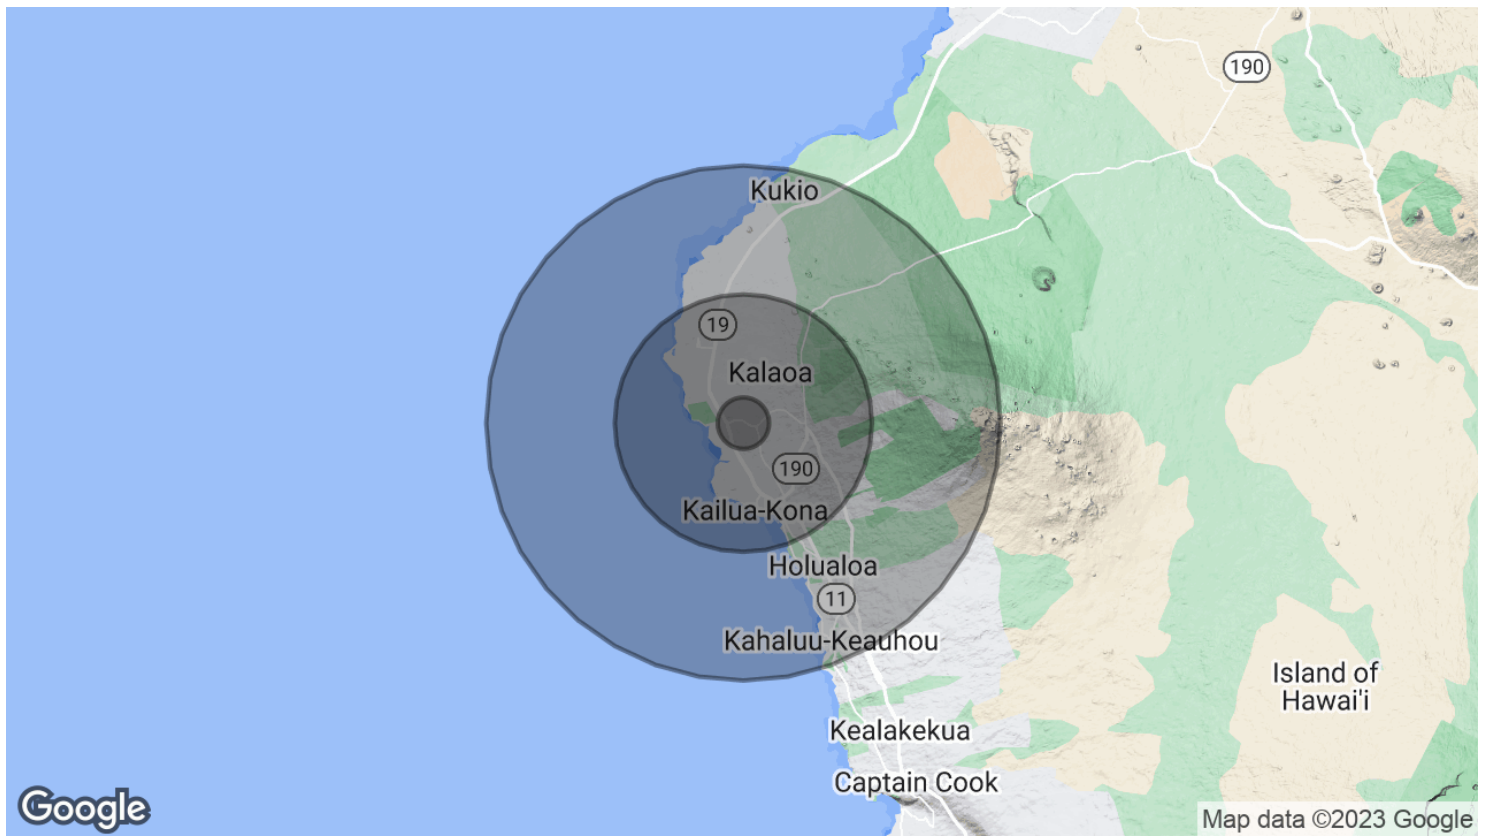 190
Kukio
19
Kalaoa
190
Kailua-Kona
Holualoa
11
Kahaluu-Keauhou
Island of
Hawai'i
Kealakekua
Captain Cook
Google
Map data ©2023 Google